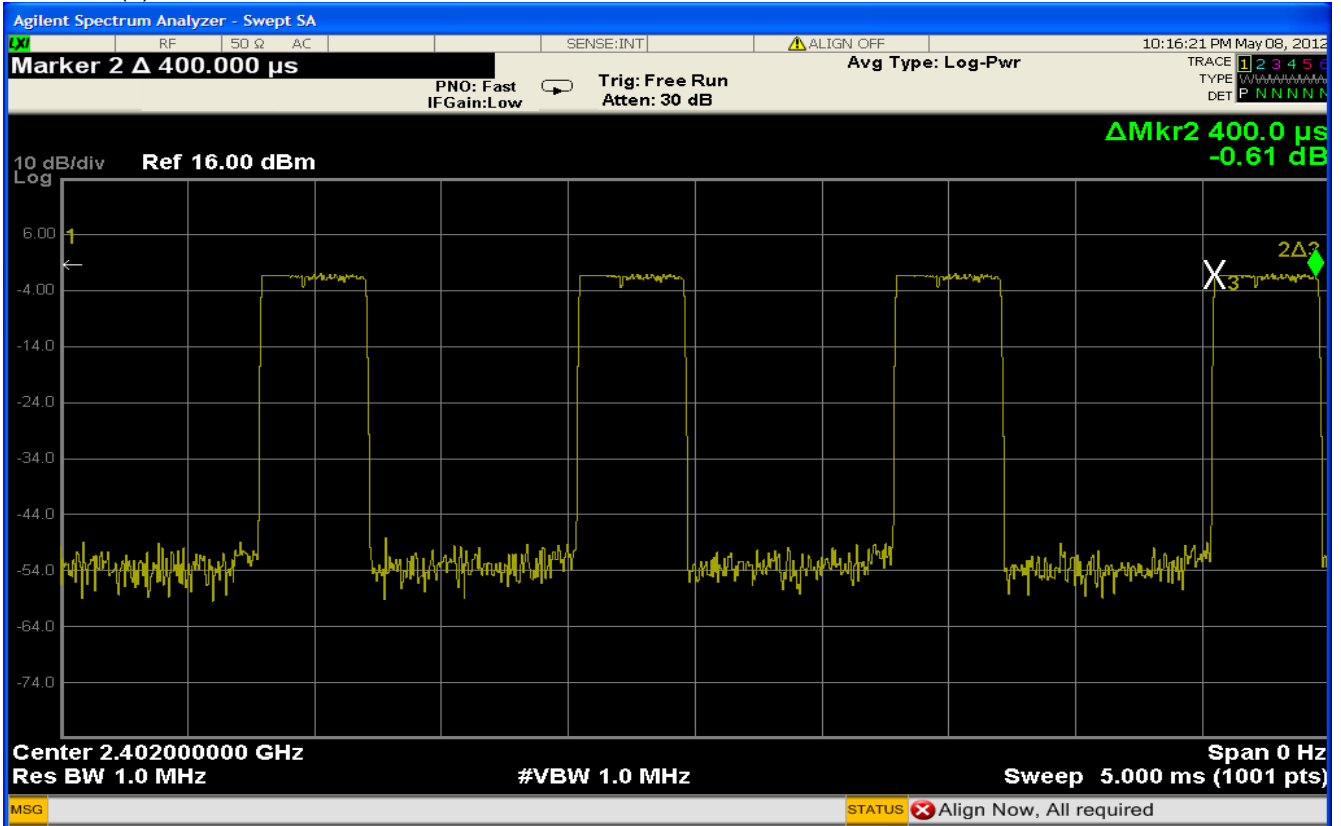 Agilent Spectrum Analyzer - Swept SA
LXI RF 50 Ω AC SENSE:INT ALIGN OFF 10:16:21 PM May 08, 2012
Marker 2 Δ 400.000 µs
PNO: Fast
IFGain:Low
Trig: Free Run
Atten: 30 dB
Avg Type: Log-Pwr
TRACE 1 2 3 4 5 6
TYPE
DET P N N N N N
ΔMkr2 400.0 µs
-0.61 dB
10 dB/div Ref 16.00 dBm
Log
6.00
-4.00
-14.0
-24.0
-34.0
-44.0
-54.0
-64.0
-74.0
1
2Δ3
X3
Center 2.402000000 GHz Span 0 Hz
Res BW 1.0 MHz #VBW 1.0 MHz Sweep 5.000 ms (1001 pts)
MSG STATUS Align Now, All required